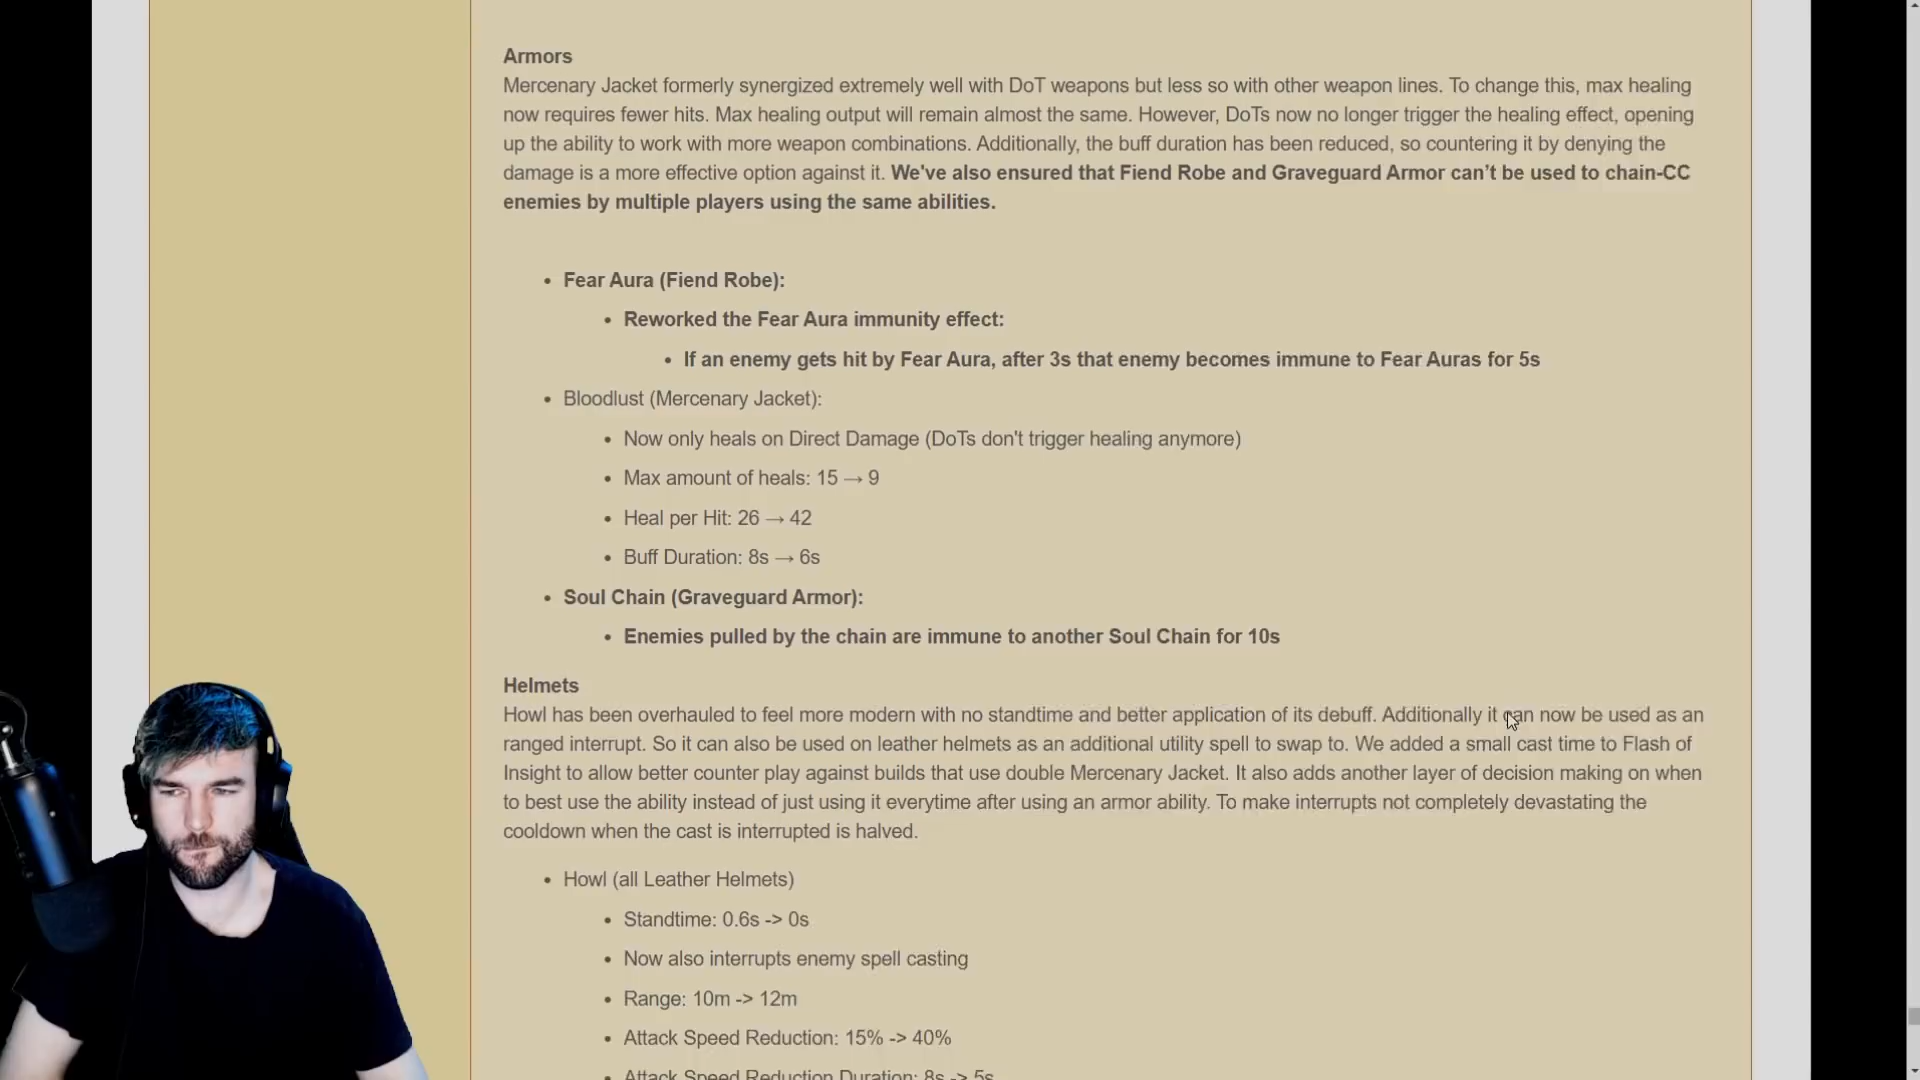 Armors
Mercenary Jacket formerly synergized extremely well with DoT weapons but less so with other weapon lines. To change this, max healing
now requires fewer hits. Max healing output will remain almost the same. However, DoTs now no longer trigger the healing effect, opening
up the ability to work with more weapon combinations. Additionally, the buff duration has been reduced, so countering it by denying the
damage is a more effective option against it. We've also ensured that Fiend Robe and Graveguard Armor can’t be used to chain-CC
enemies by multiple players using the same abilities.
• Fear Aura (Fiend Robe):
• Reworked the Fear Aura immunity effect:
• If an enemy gets hit by Fear Aura, after 3s that enemy becomes immune to Fear Auras for 5s
• Bloodlust (Mercenary Jacket):
• Now only heals on Direct Damage (DoTs don't trigger healing anymore)
• Max amount of heals: 15 → 9
• Heal per Hit: 26 → 42
• Buff Duration: 8s → 6s
• Soul Chain (Graveguard Armor):
• Enemies pulled by the chain are immune to another Soul Chain for 10s
Helmets
Howl has been overhauled to feel more modern with no standtime and better application of its debuff. Additionally it can now be used as an
ranged interrupt. So it can also be used on leather helmets as an additional utility spell to swap to. We added a small cast time to Flash of
Insight to allow better counter play against builds that use double Mercenary Jacket. It also adds another layer of decision making on when
to best use the ability instead of just using it everytime after using an armor ability. To make interrupts not completely devastating the
cooldown when the cast is interrupted is halved.
• Howl (all Leather Helmets)
• Standtime: 0.6s -> 0s
• Now also interrupts enemy spell casting
• Range: 10m -> 12m
• Attack Speed Reduction: 15% -> 40%
• Attack Speed Reduction Duration: 8s -> 5s